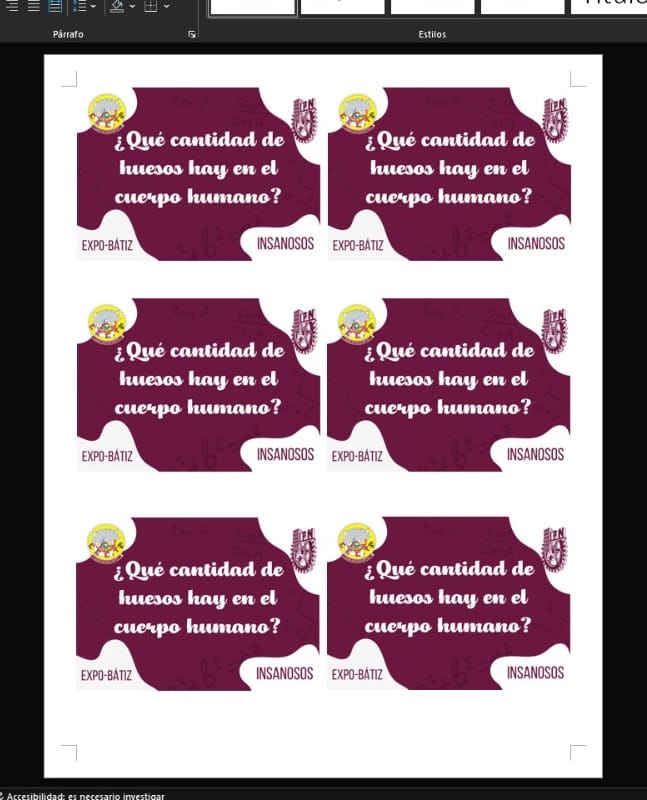 Párrafo
Estilos
¿Qué cantidad de
huesos hay en el
cuerpo humano?
EXPO-BÁTIZ
INSANOSOS
¿Qué cantidad de
huesos hay en el
cuerpo humano?
EXPO-BÁTIZ
INSANOSOS
¿Qué cantidad de
huesos hay en el
cuerpo humano?
EXPO-BÁTIZ
INSANOSOS
¿Qué cantidad de
huesos hay en el
cuerpo humano?
EXPO-BÁTIZ
INSANOSOS
¿Qué cantidad de
huesos hay en el
cuerpo humano?
EXPO-BÁTIZ
INSANOSOS
¿Qué cantidad de
huesos hay en el
cuerpo humano?
EXPO-BÁTIZ
INSANOSOS
Accesibilidad: es necesario investigar